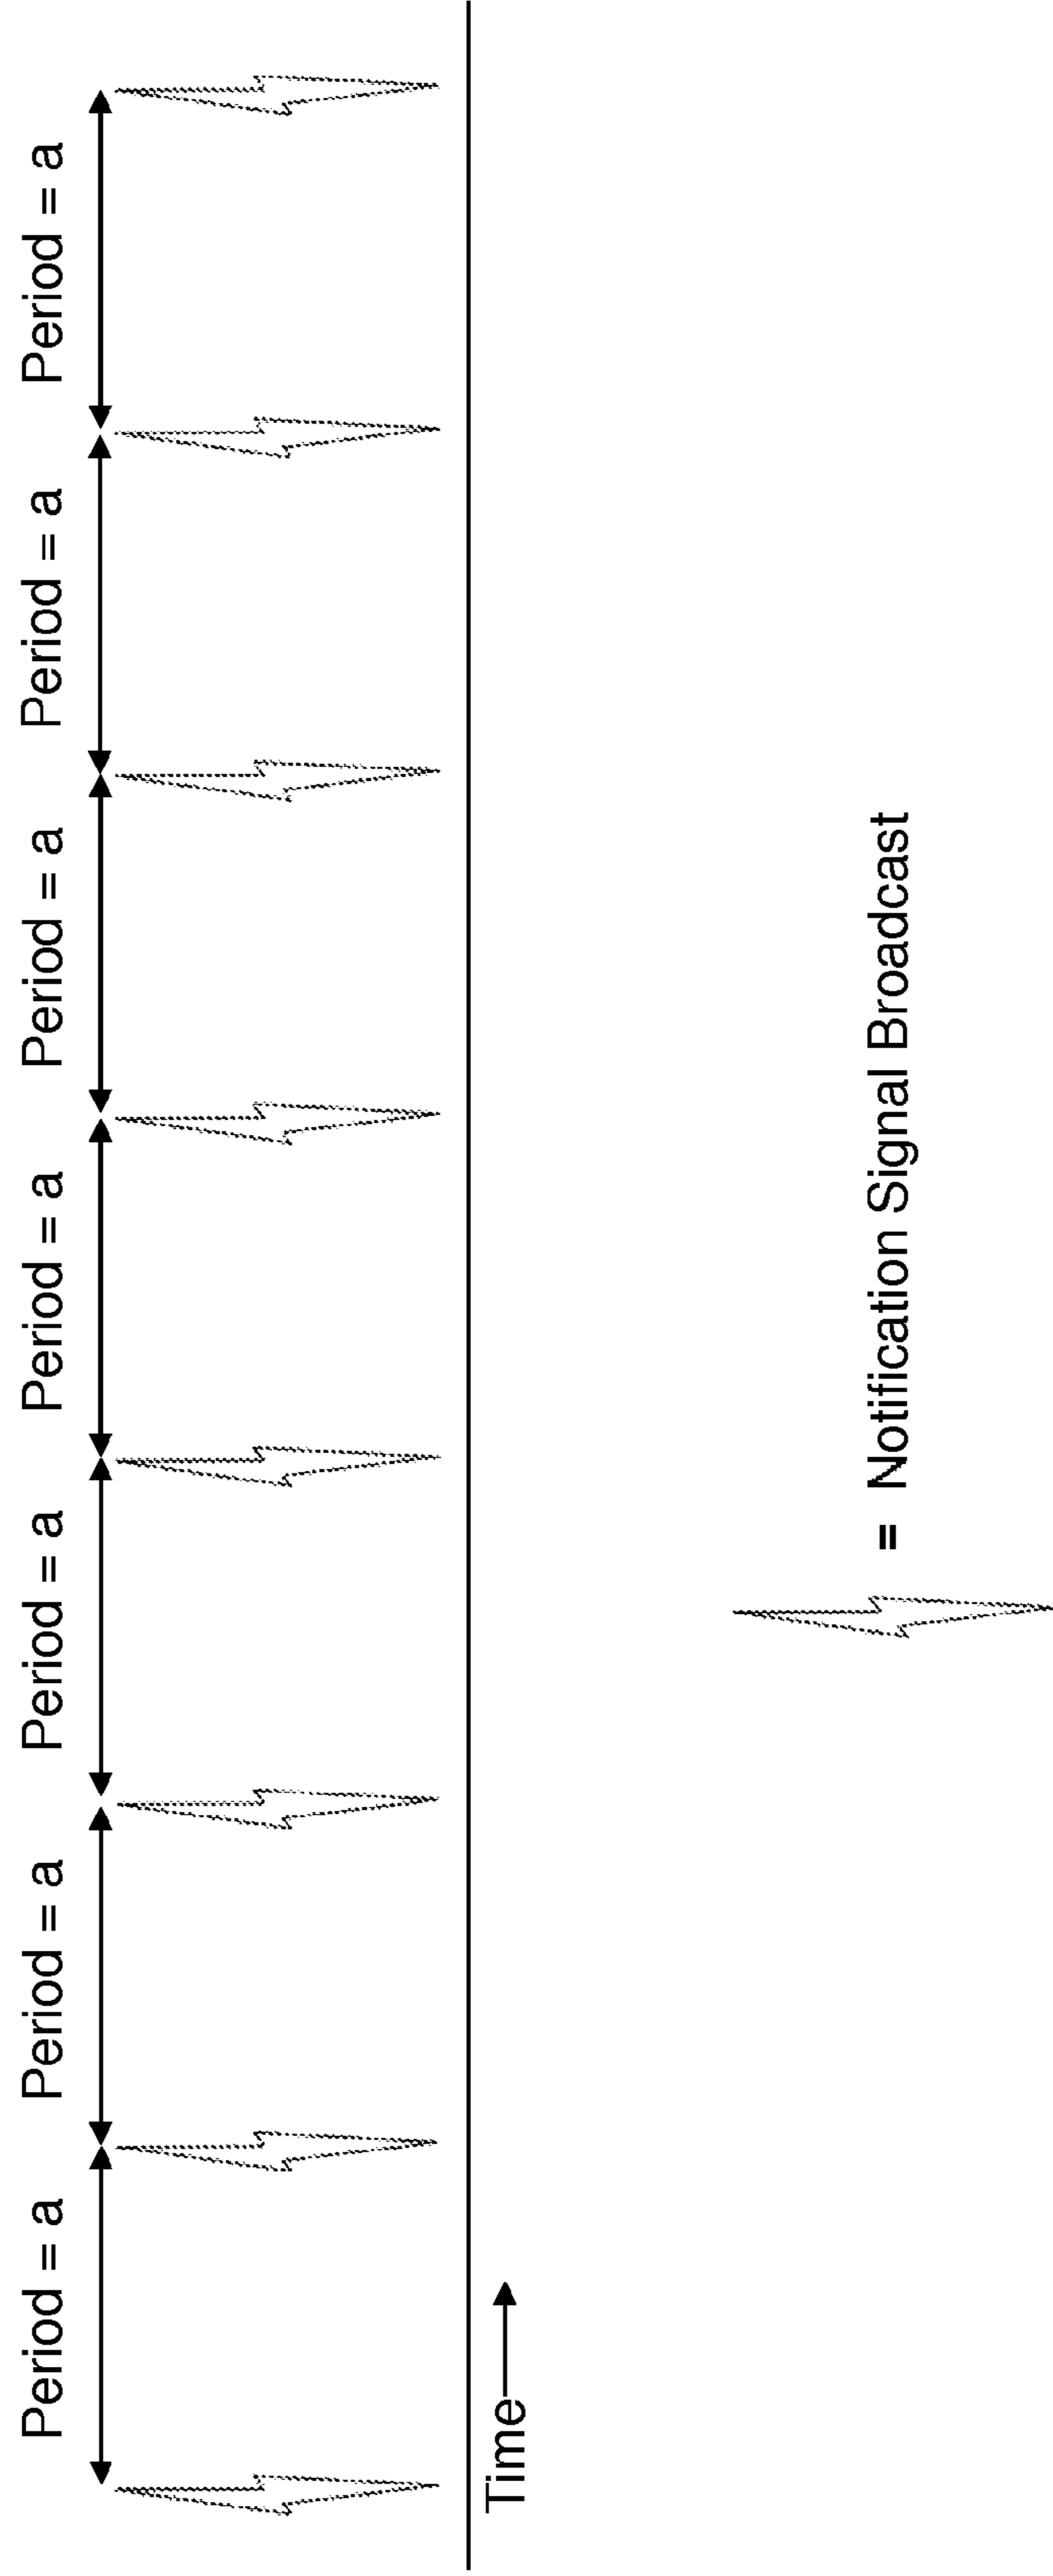 Period = a
Period = a
Period = a
Period = a
Period = a
Period = a
Period = a
Time
= Notification Signal Broadcast